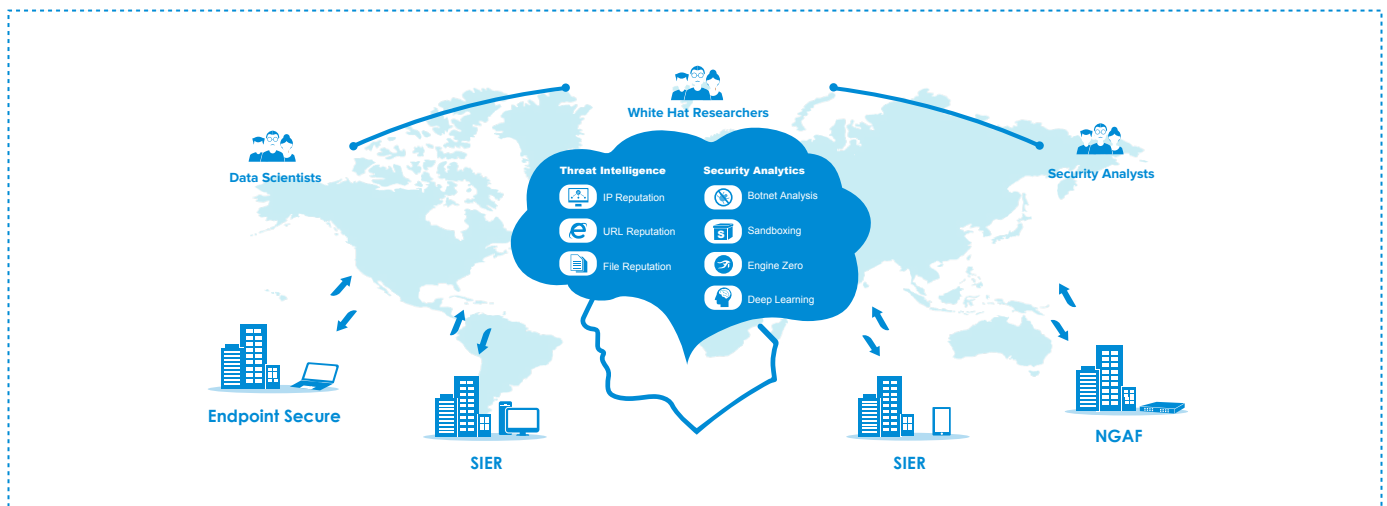 White Hat Researchers
Data Scientists
Security Analysts
Threat Intelligence
IP Reputation
URL Reputation
File Reputation
Security Analytics
Botnet Analysis
Sandboxing
Engine Zero
Deep Learning
Endpoint Secure
SIER
SIER
NGAF